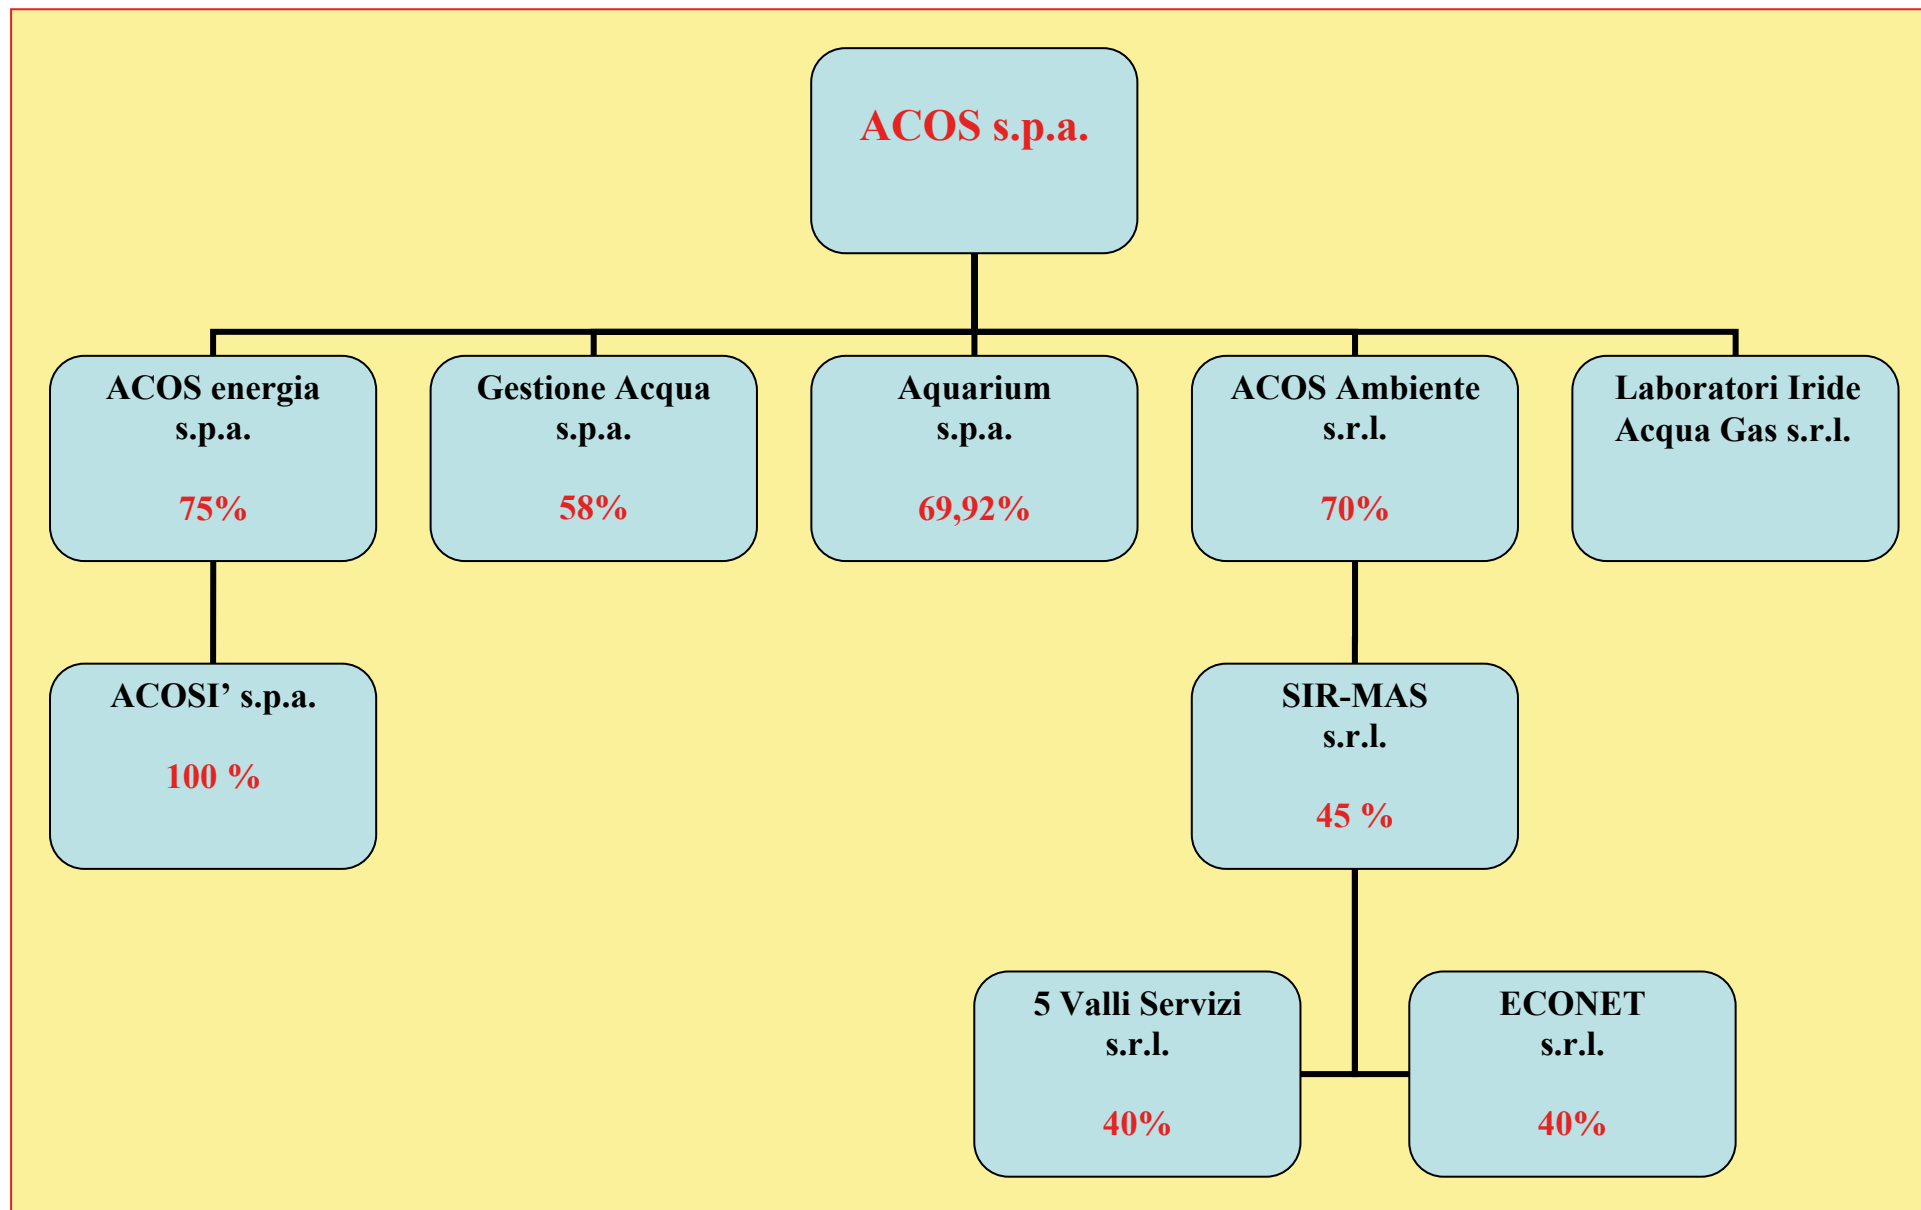 ACOS s.p.a.
ACOS energia
s.p.a.
75%
Gestione Acqua
s.p.a.
58%
Aquarium
s.p.a.
69,92%
ACOS Ambiente
s.r.l.
70%
Laboratori Iride
Acqua Gas s.r.l.
ACOSI’ s.p.a.
100 %
SIR-MAS
s.r.l.
45 %
5 Valli Servizi
s.r.l.
40%
ECONET
s.r.l.
40%